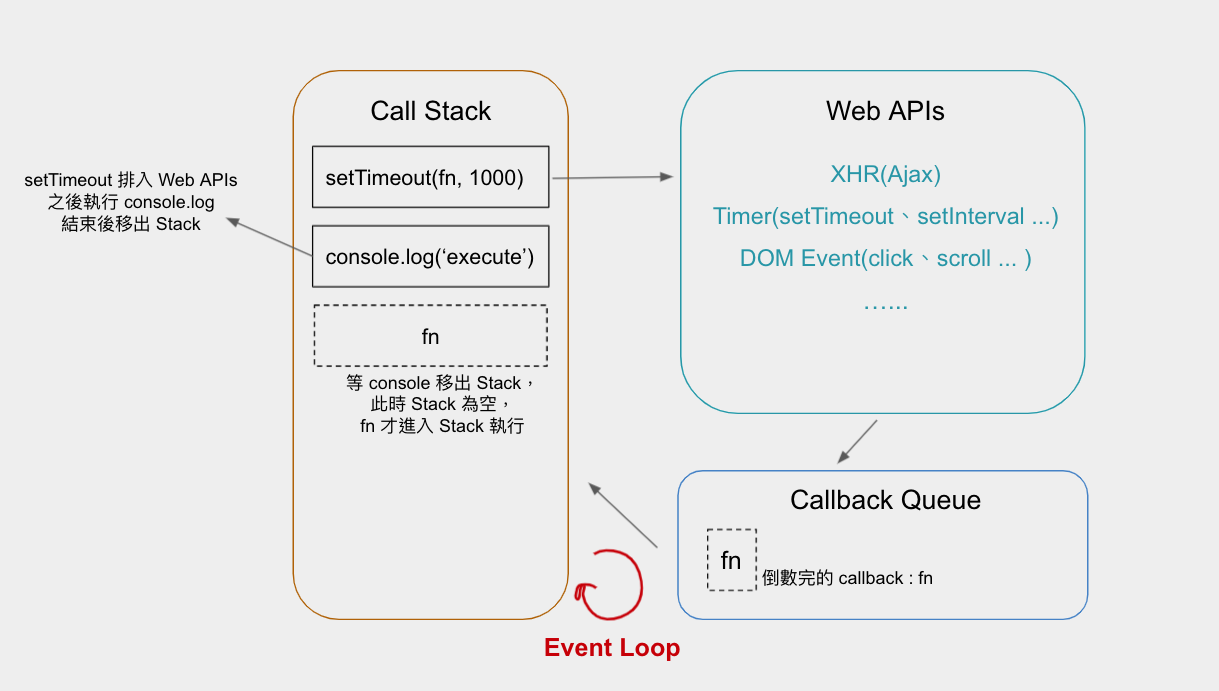 Call Stack
setTimeout(fn, 1000)
console.log(‘execute’)
fn
等 console 移出 Stack，
此時 Stack 為空，
fn 才進入 Stack 執行
setTimeout 排入 Web APIs
之後執行 console.log
結束後移出 Stack
Web APIs
XHR(Ajax)
Timer(setTimeout、setInterval ...)
DOM Event(click、scroll ... )
…...
Callback Queue
fn
倒數完的 callback : fn
Event Loop